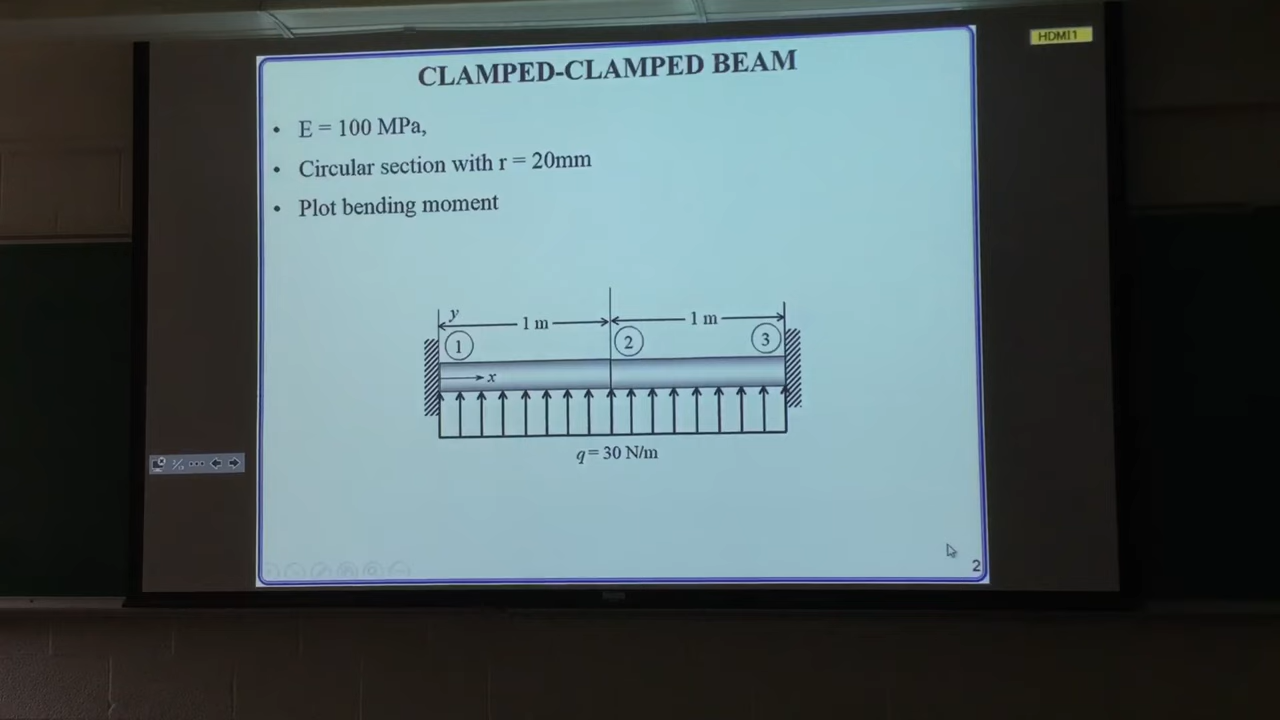 HDMI1
CLAMPED-CLAMPED BEAM
• E = 100 MPa,
• Circular section with r = 20mm
• Plot bending moment
y
1 m
1 m
1
2
3
x
q = 30 N/m
2